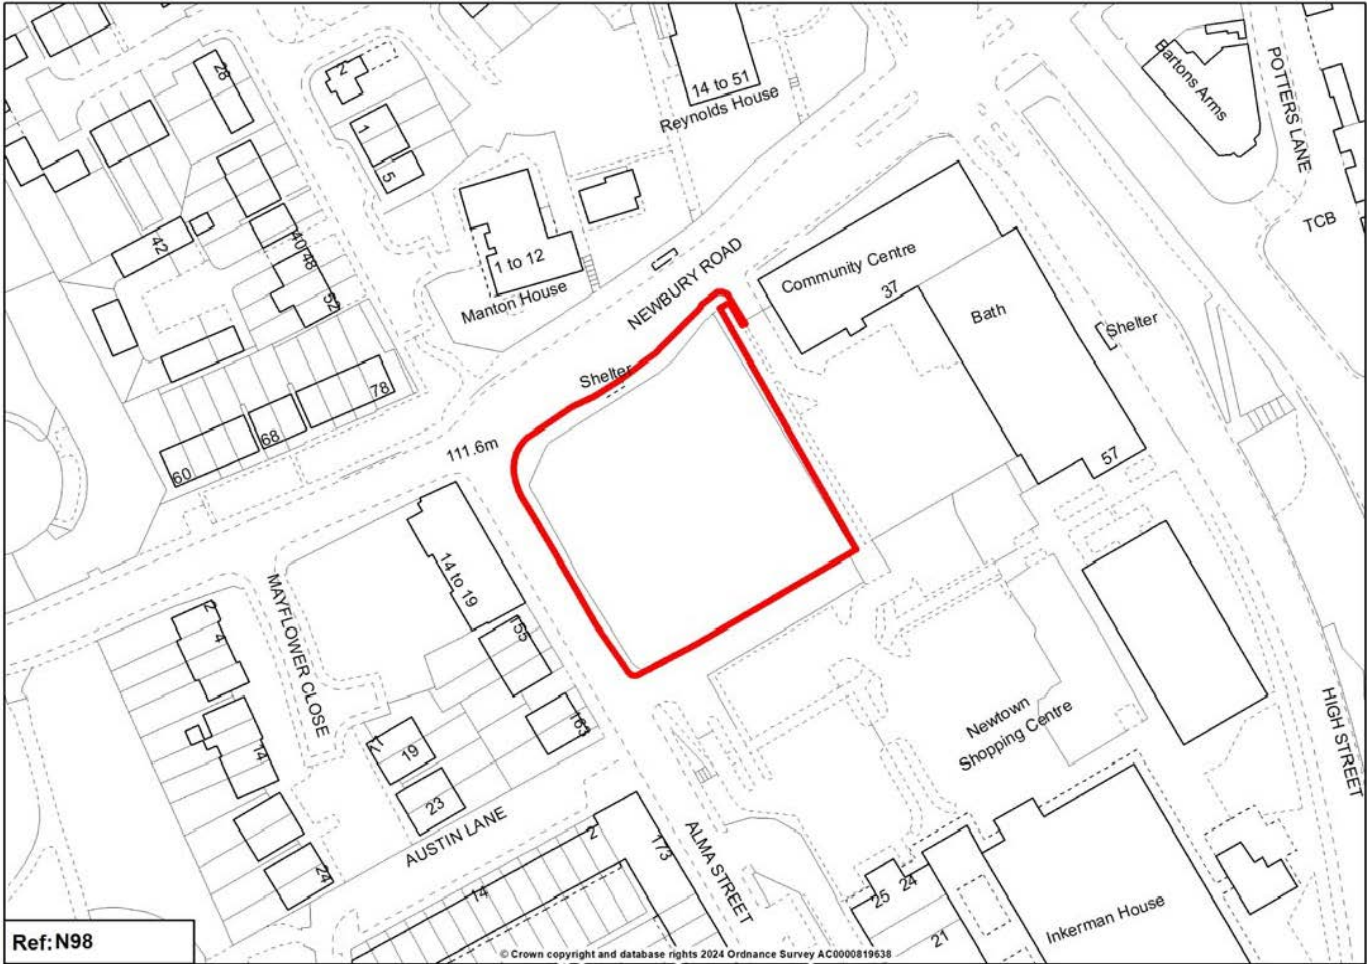 28
2
14 to 51
Reynolds House
Bartons Arms
POTTERS LANE
1
5
TCB
42
40
48
52
1 to 12
Manton House
NEWBURY ROAD
Community Centre
37
Bath
Shelter
Shelter
78
68
60
111.6m
57
14 to 19
MAYFLOWER CLOSE
2
4
14
24
155
163
11
19
23
AUSTIN LANE
Newtown
Shopping Centre
HIGH STREET
ALMA STREET
2
14
173
25
24
21
Inkerman House
Ref:N98
© Crown copyright and database rights 2024 Ordnance Survey AC0000819638